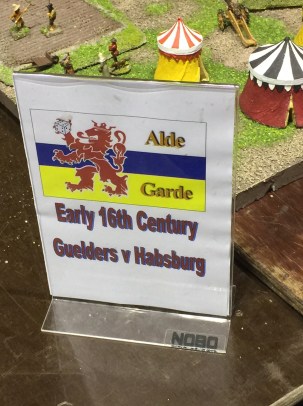 Alde
Garde
Early 16th Century
Guelders v Habsburg
NOBO